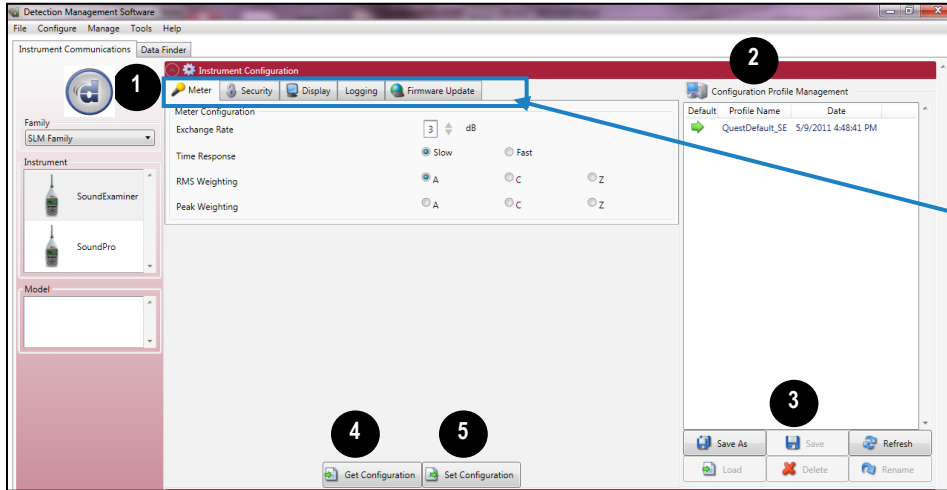 Detection Management Software
File Configure Manage Tools Help
Instrument Communications Data Finder
1
2
Instrument Configuration
Meter Security Display Logging Firmware Update
Configuration Profile Management
Default Profile Name Date
QuestDefault_SE 5/9/2011 4:48:41 PM
d
Family
SLM Family
Instrument
SoundExaminer
SoundPro
Model
Meter Configuration
Exchange Rate 3 dB
Time Response Slow Fast
RMS Weighting A C Z
Peak Weighting A C Z
3
4
5
Save As Save Refresh
Get Configuration Set Configuration
Load Delete Rename